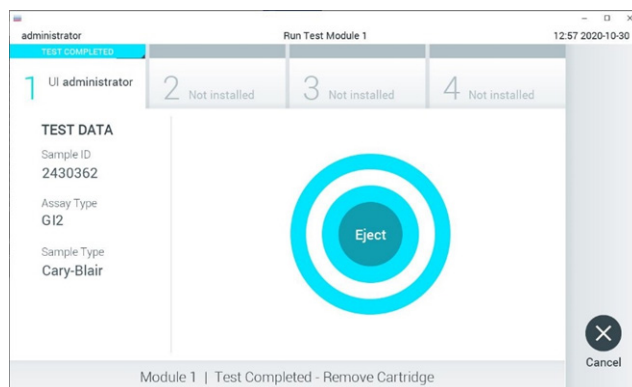 administrator Run Test Module 1 12:57 2020-10-30
TEST COMPLETED
1 UI administrator
2 Not installed
3 Not installed
4 Not installed
TEST DATA
Sample ID
2430362
Assay Type
GI2
Sample Type
Cary-Blair
Eject
Cancel
Module 1 | Test Completed - Remove Cartridge